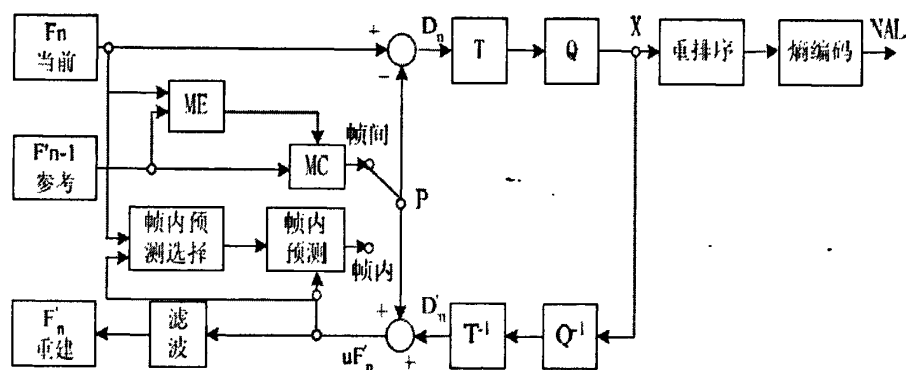 Fn
当前
+
-
Dn
T
Q
X
重排序
熵编码
NAL
ME
F'n-1
参考
MC
帧间
P
帧内预
测选择
帧内
预测
帧内
F'n
重建
滤
波
uF'n
+
+
D'n
T-1
Q-1